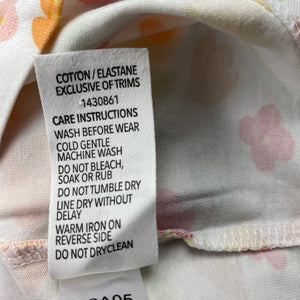 COTTON / ELASTANE
EXCLUSIVE OF TRIMS
1430861
CARE INSTRUCTIONS
WASH BEFORE WEAR
COLD GENTLE
MACHINE WASH
DO NOT BLEACH,
SOAK OR RUB
DO NOT TUMBLE DRY
LINE DRY WITHOUT
DELAY
WARM IRON ON
REVERSE SIDE
DO NOT DRYCLEAN